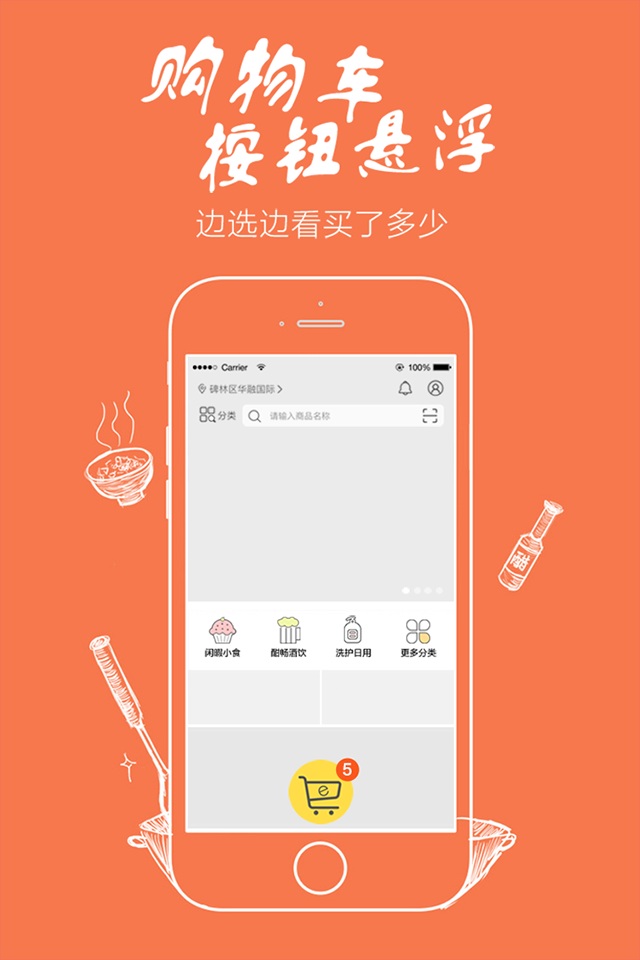 购物车
按钮悬浮
边选边看买了多少
Carrier 100%
碑林区华融国际
分类 请输入商品名称
醋
闲暇小食 酣畅酒饮 洗护日用 更多分类
5
e